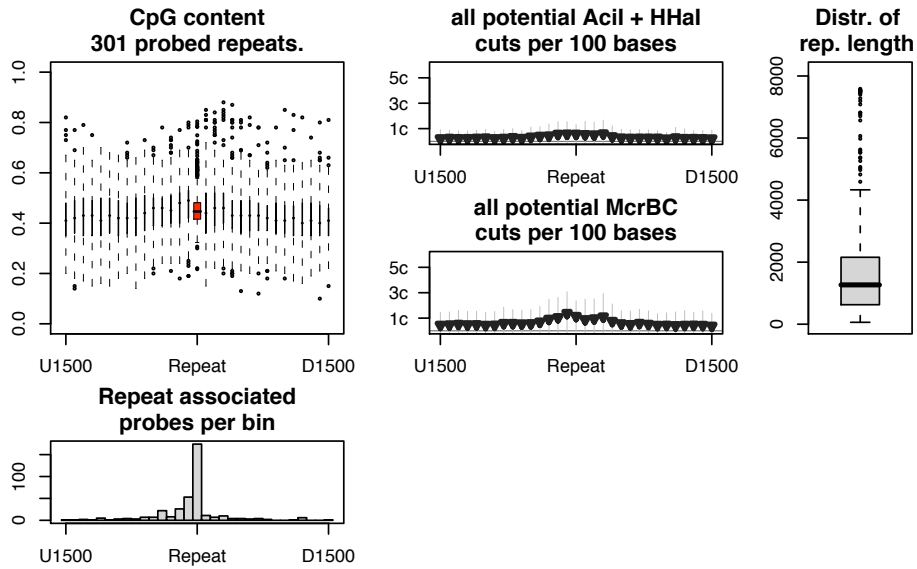 CpG content
301 probed repeats.
1.0
0.8
0.6
0.4
0.2
0.0
U1500 Repeat D1500
all potential AciI + HHaI
cuts per 100 bases
5c
3c
1c
U1500 Repeat D1500
all potential McrBC
cuts per 100 bases
5c
3c
1c
U1500 Repeat D1500
Distr. of
rep. length
8000
6000
4000
2000
0
Repeat associated
probes per bin
100
0
U1500 Repeat D1500